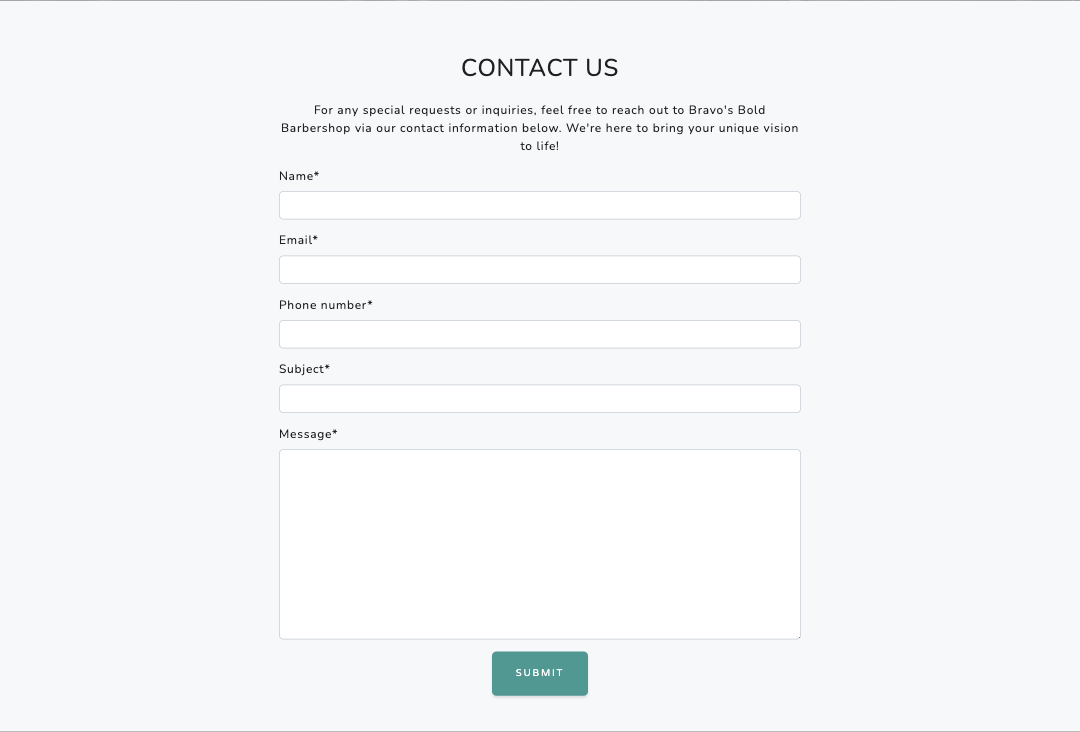 CONTACT US
For any special requests or inquiries, feel free to reach out to Bravo's Bold
Barbershop via our contact information below. We're here to bring your unique vision
to life!
Name*
Email*
Phone number*
Subject*
Message*
SUBMIT